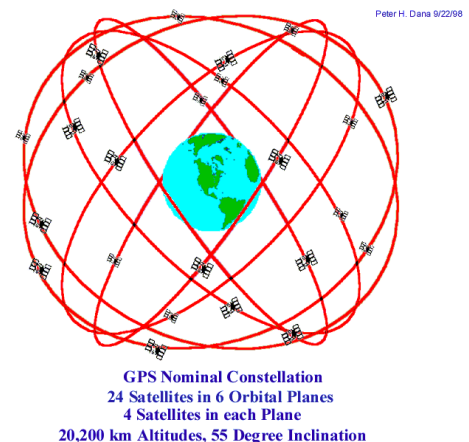 Peter H. Dana 9/22/98
GPS Nominal Constellation
24 Satellites in 6 Orbital Planes
4 Satellites in each Plane
20,200 km Altitudes, 55 Degree Inclination